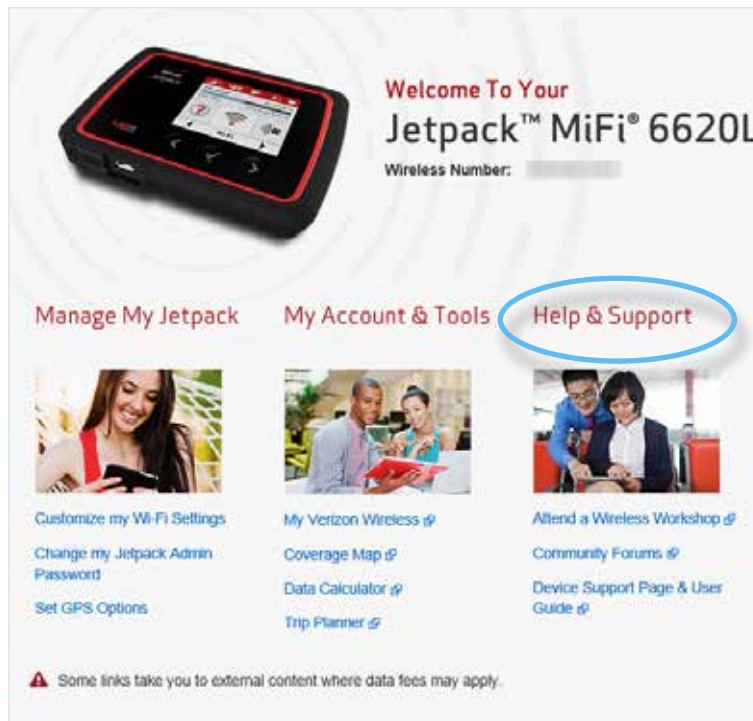 Welcome To Your
Jetpack™ MiFi® 6620L
Wireless Number:
Manage My Jetpack
My Account & Tools
Help & Support
Customize my Wi-Fi Settings
Change my Jetpack Admin
Password
Set GPS Options
My Verizon Wireless
Coverage Map
Data Calculator
Trip Planner
Attend a Wireless Workshop
Community Forums
Device Support Page & User
Guide
Some links take you to external content where data fees may apply.